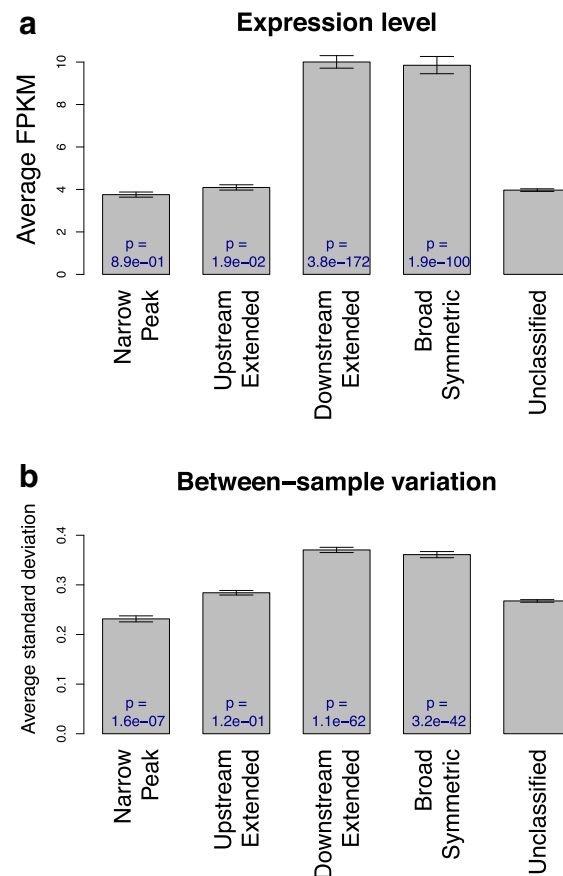 a
Expression level
Average FPKM
10
8
6
4
2
0
p =
8.9e−01
p =
1.9e−02
p =
3.8e−172
p =
1.9e−100
Narrow
Peak
Upstream
Extended
Downstream
Extended
Broad
Symmetric
Unclassified
b
Between−sample variation
Average standard deviation
0.4
0.3
0.2
0.1
0.0
p =
1.6e−07
p =
1.2e−01
p =
1.1e−62
p =
3.2e−42
Narrow
Peak
Upstream
Extended
Downstream
Extended
Broad
Symmetric
Unclassified